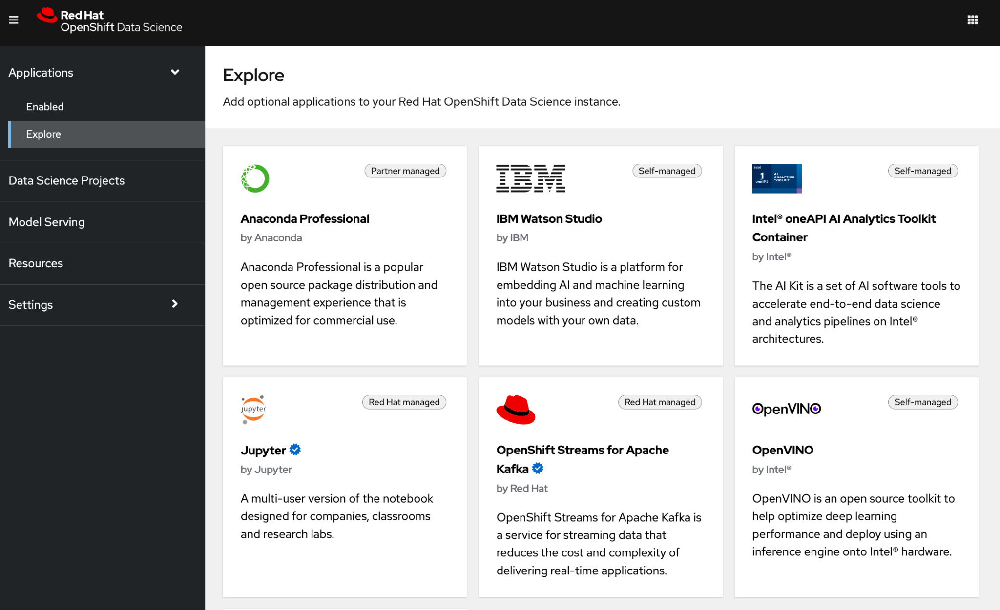 Red Hat
OpenShift Data Science
Applications
Enabled
Explore
Data Science Projects
Model Serving
Resources
Settings
Explore
Add optional applications to your Red Hat OpenShift Data Science instance.
Partner managed
Anaconda Professional
by Anaconda
Anaconda Professional is a popular
open source package distribution and
management experience that is
optimized for commercial use.
IBM
Self-managed
IBM Watson Studio
by IBM
IBM Watson Studio is a platform for
embedding AI and machine learning
into your business and creating custom
models with your own data.
intel
1
oneAPI
AI
ANALYTICS
TOOLKIT
Self-managed
Intel® oneAPI AI Analytics Toolkit
Container
by Intel®
The AI Kit is a set of AI software tools to
accelerate end-to-end data science
and analytics pipelines on Intel®
architectures.
jupyter
Red Hat managed
Jupyter
by Jupyter
A multi-user version of the notebook
designed for companies, classrooms
and research labs.
Red Hat managed
OpenShift Streams for Apache
Kafka
by Red Hat
OpenShift Streams for Apache Kafka is
a service for streaming data that
reduces the cost and complexity of
delivering real-time applications.
OpenVINO
Self-managed
OpenVINO
by Intel®
OpenVINO is an open source toolkit to
help optimize deep learning
performance and deploy using an
inference engine onto Intel® hardware.